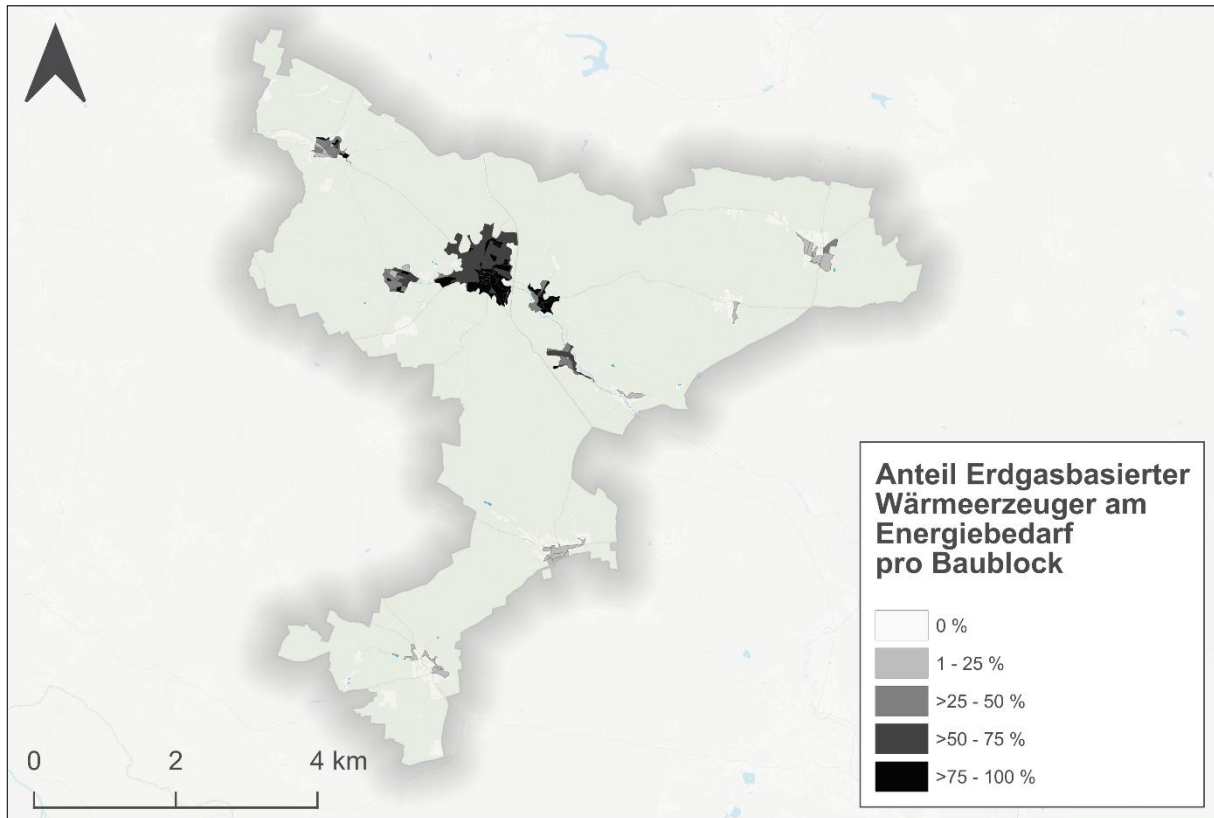 Anteil Erdgasbasierter
Wärmeerzeuger am
Energiebedarf
pro Baublock
0 %
1 - 25 %
>25 - 50 %
>50 - 75 %
>75 - 100 %
0 2 4 km